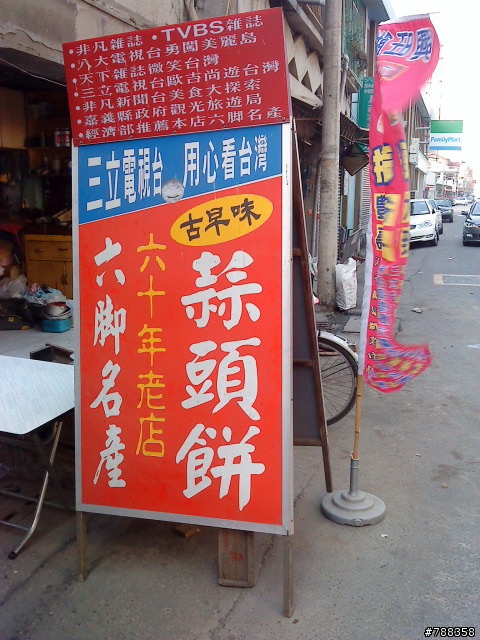 ·非凡雜誌 ·TVBS雜誌
·八大電視台勇闖美麗島
·天下雜誌微笑台灣
·三立電視台歐吉尚遊台灣
·非凡新聞台美食大探索
·嘉義縣政府觀光旅遊局
·經濟部推薦本店六腳名產
三立電視台 用心看台灣
古早味
蒜頭餅
六十年老店
六腳名產
FamilyMart
#788358